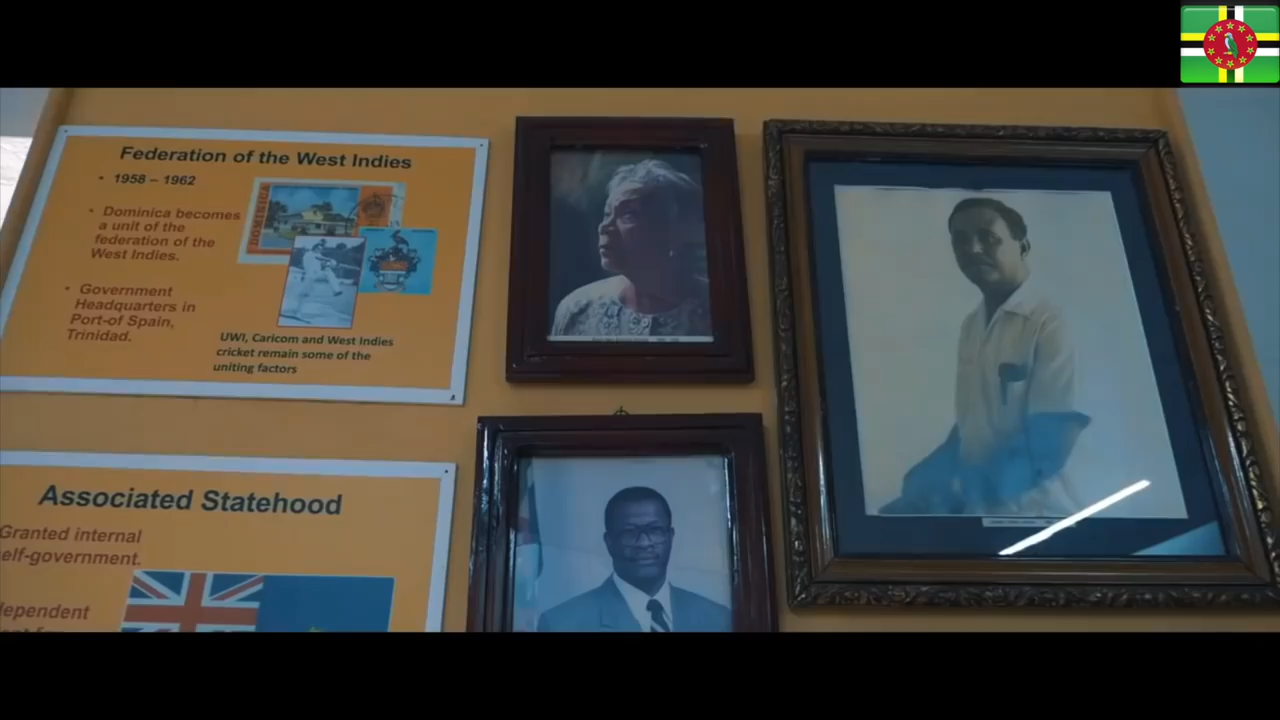 Federation of the West Indies
• 1958 – 1962
• Dominica becomes
a unit of the
federation of the
West Indies.
• Government
Headquarters in
Port-of Spain,
Trinidad.
DOMINICA
UWI, Caricom and West Indies
cricket remain some of the
uniting factors
Associated Statehood
Granted internal
elf-government.
dependent